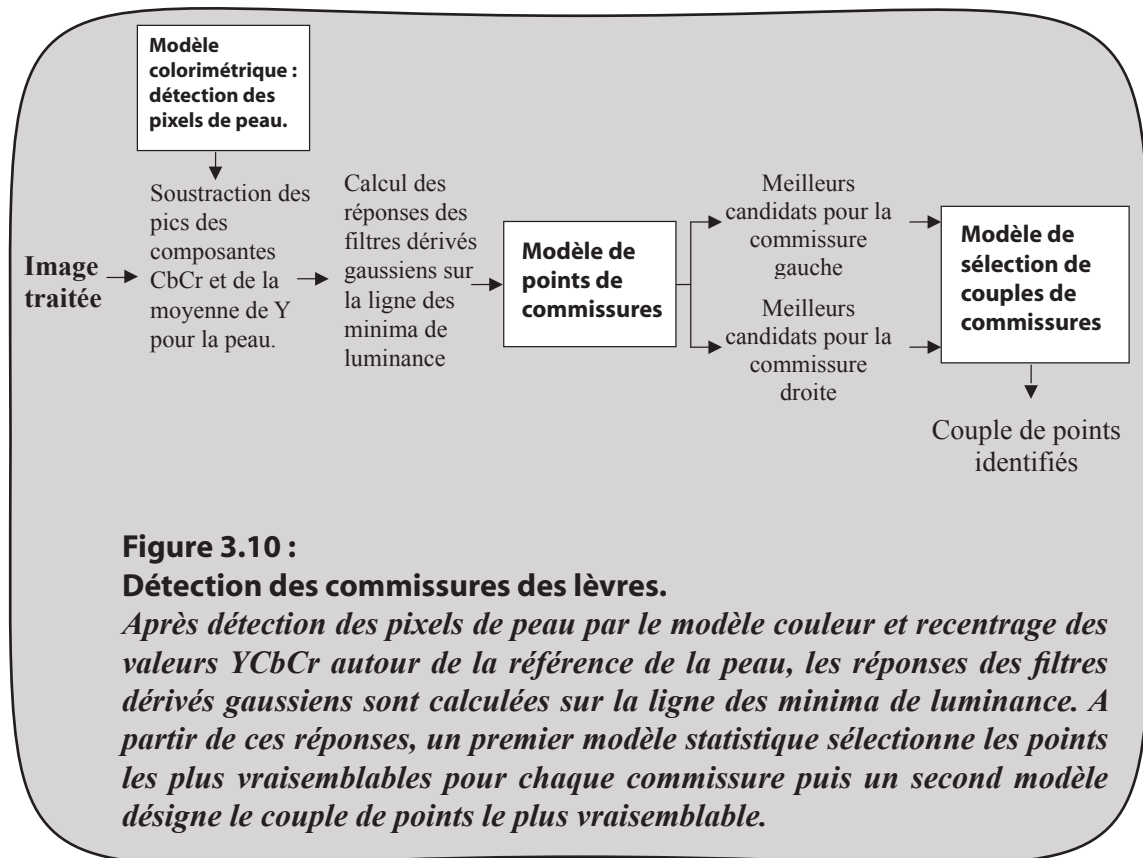 Modèle
colorimétrique :
détection des
pixels de peau.
Image
traitée
Soustraction des
pics des
composantes
CbCr et de la
moyenne de Y
pour la peau.
Calcul des
réponses des
filtres dérivés
gaussiens sur
la ligne des
minima de
luminance
Modèle de
points de
commissures
Meilleurs
candidats pour la
commissure
gauche
Meilleurs
candidats pour la
commissure
droite
Modèle de
sélection de
couples de
commissures
Couple de points
identifiés
Figure 3.10 :
Détection des commissures des lèvres.
Après détection des pixels de peau par le modèle couleur et recentrage des
valeurs YCbCr autour de la référence de la peau, les réponses des filtres
dérivés gaussiens sont calculées sur la ligne des minima de luminance. A
partir de ces réponses, un premier modèle statistique sélectionne les points
les plus vraisemblables pour chaque commissure puis un second modèle
désigne le couple de points le plus vraisemblable.